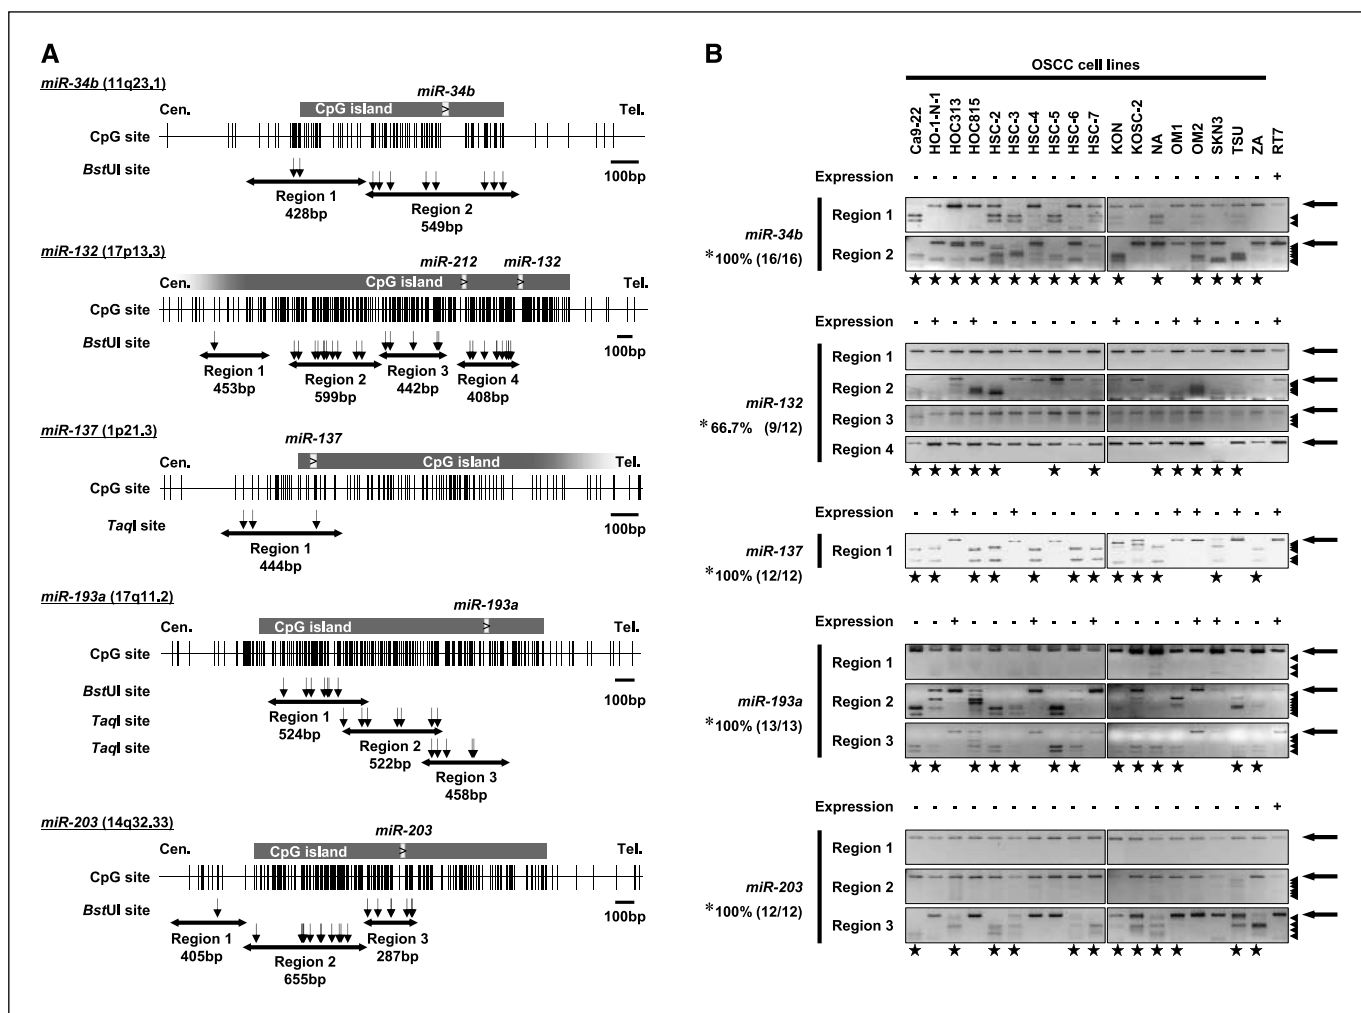 A
miR-34b (11q23.1)
miR-34b
Cen.
CpG island
>
Tel.
CpG site
BstUI site
100bp
Region 1
428bp
Region 2
549bp
miR-132 (17p13.3)
miR-212
miR-132
Cen.
CpG island
>
>
Tel.
CpG site
BstUI site
100bp
Region 1
453bp
Region 2
599bp
Region 3
442bp
Region 4
408bp
miR-137 (1p21.3)
miR-137
Cen.
>
CpG island
Tel.
CpG site
TaqI site
100bp
Region 1
444bp
miR-193a (17q11.2)
miR-193a
Cen.
CpG island
>
Tel.
CpG site
BstUI site
100bp
Region 1
524bp
TaqI site
Region 2
522bp
TaqI site
Region 3
458bp
miR-203 (14q32.33)
miR-203
Cen.
CpG island
>
Tel.
CpG site
BstUI site
100bp
Region 1
405bp
Region 2
655bp
Region 3
287bp
B
OSCC cell lines
Ca9-22
HO-1-N-1
HOC313
HOC815
HSC-2
HSC-3
HSC-4
HSC-5
HSC-6
HSC-7
KON
KOSC-2
NA
OM1
OM2
SKN3
TSU
ZA
RT7
Expression - - - - - - - - - - - - - - - - - - +
miR-34b
*100% (16/16)
Region 1
Region 2
★ ★ ★ ★ ★ ★ ★ ★ ★ ★ ★ ★ ★ ★ ★ ★
Expression - + - + - - - - - - + - - + + - - - +
miR-132
*66.7% (9/12)
Region 1
Region 2
Region 3
Region 4
★ ★ ★ ★ ★ ★ ★ ★ ★ ★ ★ ★
Expression - - + - - + - - - - - - - + + - + - +
miR-137
*100% (12/12)
Region 1
★ ★ ★ ★ ★ ★ ★ ★ ★ ★ ★ ★
Expression - - + - - - + - - + - - - - + + - - +
miR-193a
*100% (13/13)
Region 1
Region 2
Region 3
★ ★ ★ ★ ★ ★ ★ ★ ★ ★ ★ ★ ★
Expression - - - - - - - - - - - - - - - - - - +
miR-203
*100% (12/12)
Region 1
Region 2
Region 3
★ ★ ★ ★ ★ ★ ★ ★ ★ ★ ★ ★